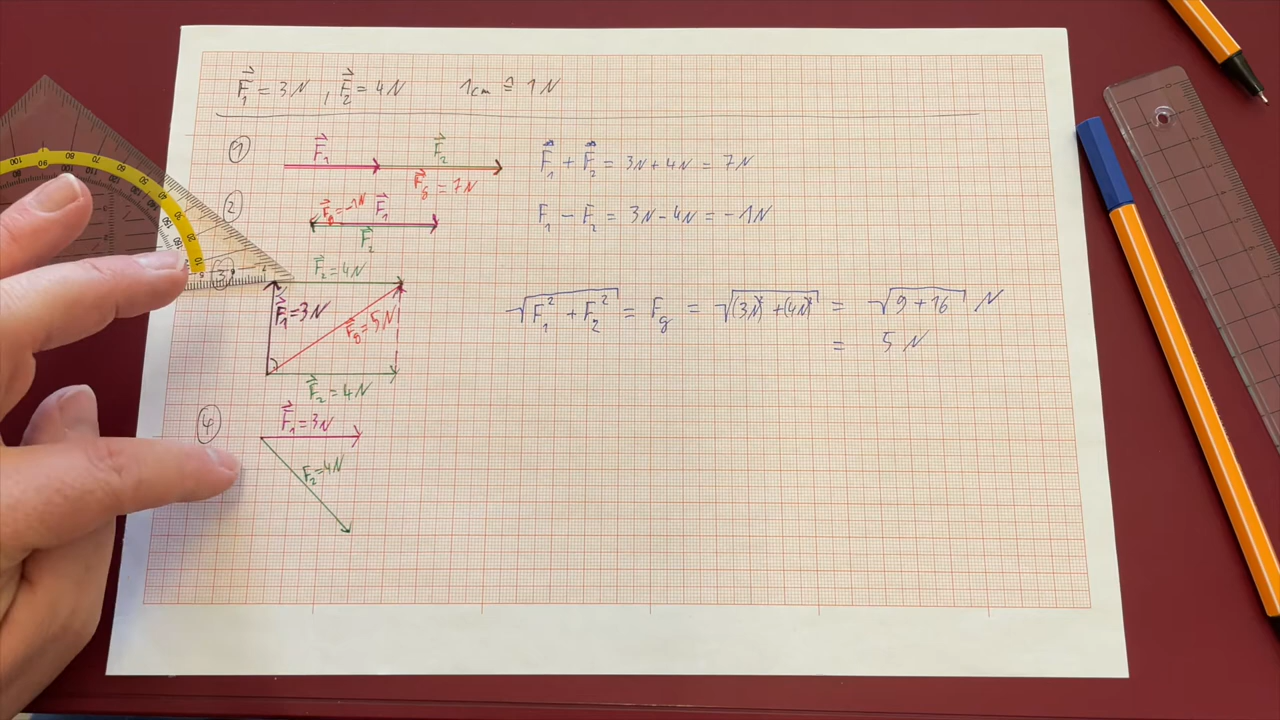 F⃗₁ = 3N , F⃗₂ = 4N 1cm ≙ 1N
① F⃗₁ F⃗₂ F⃗₁ + F⃗₂ = 3N + 4N = 7N
F⃗g = 7N
② F⃗g = -1N F⃗₁ F₁ - F₂ = 3N - 4N = -1N
F⃗₂
③ F⃗₂ = 4N
F⃗₁ = 3N F⃗g = 5N √(F₁² + F₂²) = Fg = √((3N)² + (4N)²) = √(9 + 16) N
= 5 N
F⃗₂ = 4N
④ F⃗₁ = 3N
F₂ = 4N